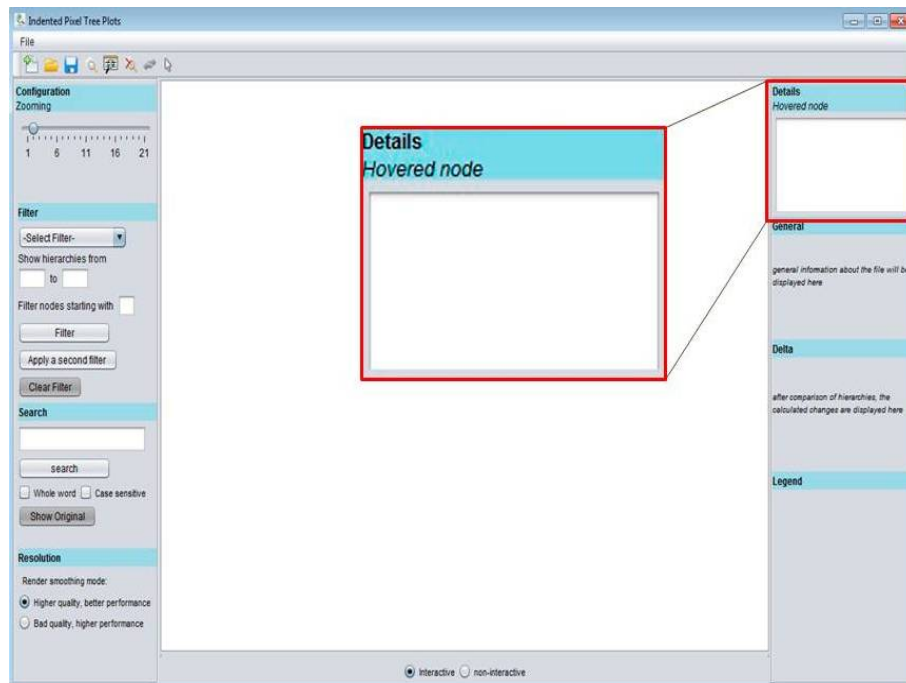 Indented Pixel Tree Plots
File
Configuration
Zooming
1 6 11 16 21
Filter
-Select Filter-
Show hierarchies from
to
Filter nodes starting with
Filter
Apply a second filter
Clear Filter
Search
search
Whole word Case sensitive
Show Original
Resolution
Render smoothing mode:
Higher quality, better performance
Bad quality, higher performance
Details
Hovered node
Interactive non-interactive
Details
Hovered node
General
general infomation about the file will be
displayed here
Delta
after comparison of hierarchies, the
calculated changes are displayed here
Legend